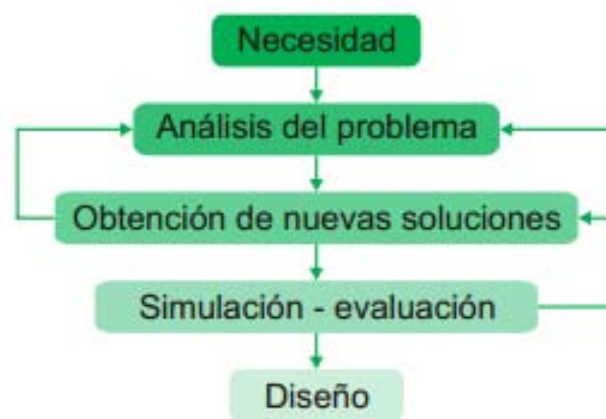 Necesidad
Análisis del problema
Obtención de nuevas soluciones
Simulación - evaluación
Diseño